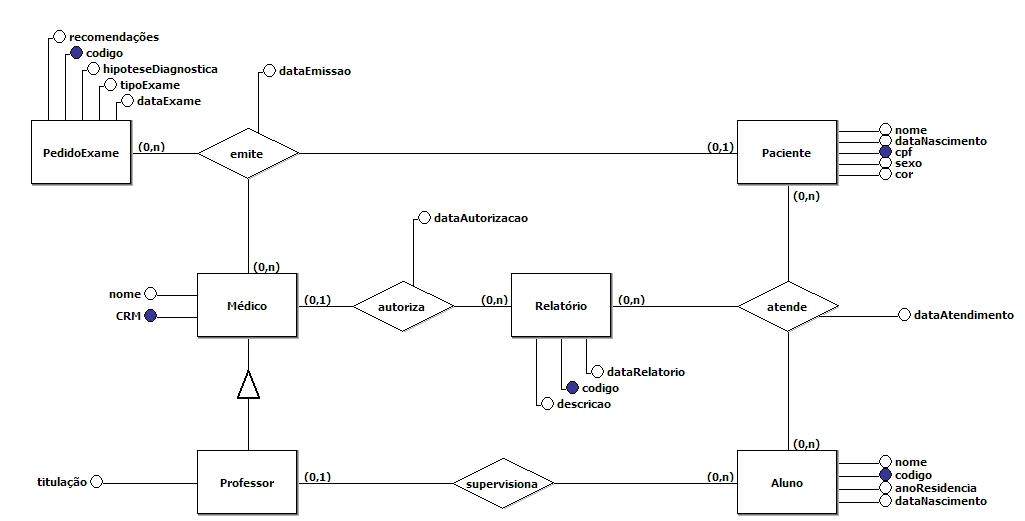 recomendações
codigo
hipoteseDiagnostica
tipoExame
dataExame
dataEmissao
PedidoExame
(0,n)
emite
(0,1)
Paciente
nome
dataNascimento
cpf
sexo
cor
(0,n)
dataAutorizacao
(0,n)
nome
CRM
Médico
(0,1)
autoriza
(0,n)
Relatório
(0,n)
atende
dataAtendimento
dataRelatorio
codigo
descricao
(0,n)
titulação
Professor
(0,1)
supervisiona
(0,n)
Aluno
nome
codigo
anoResidencia
dataNascimento